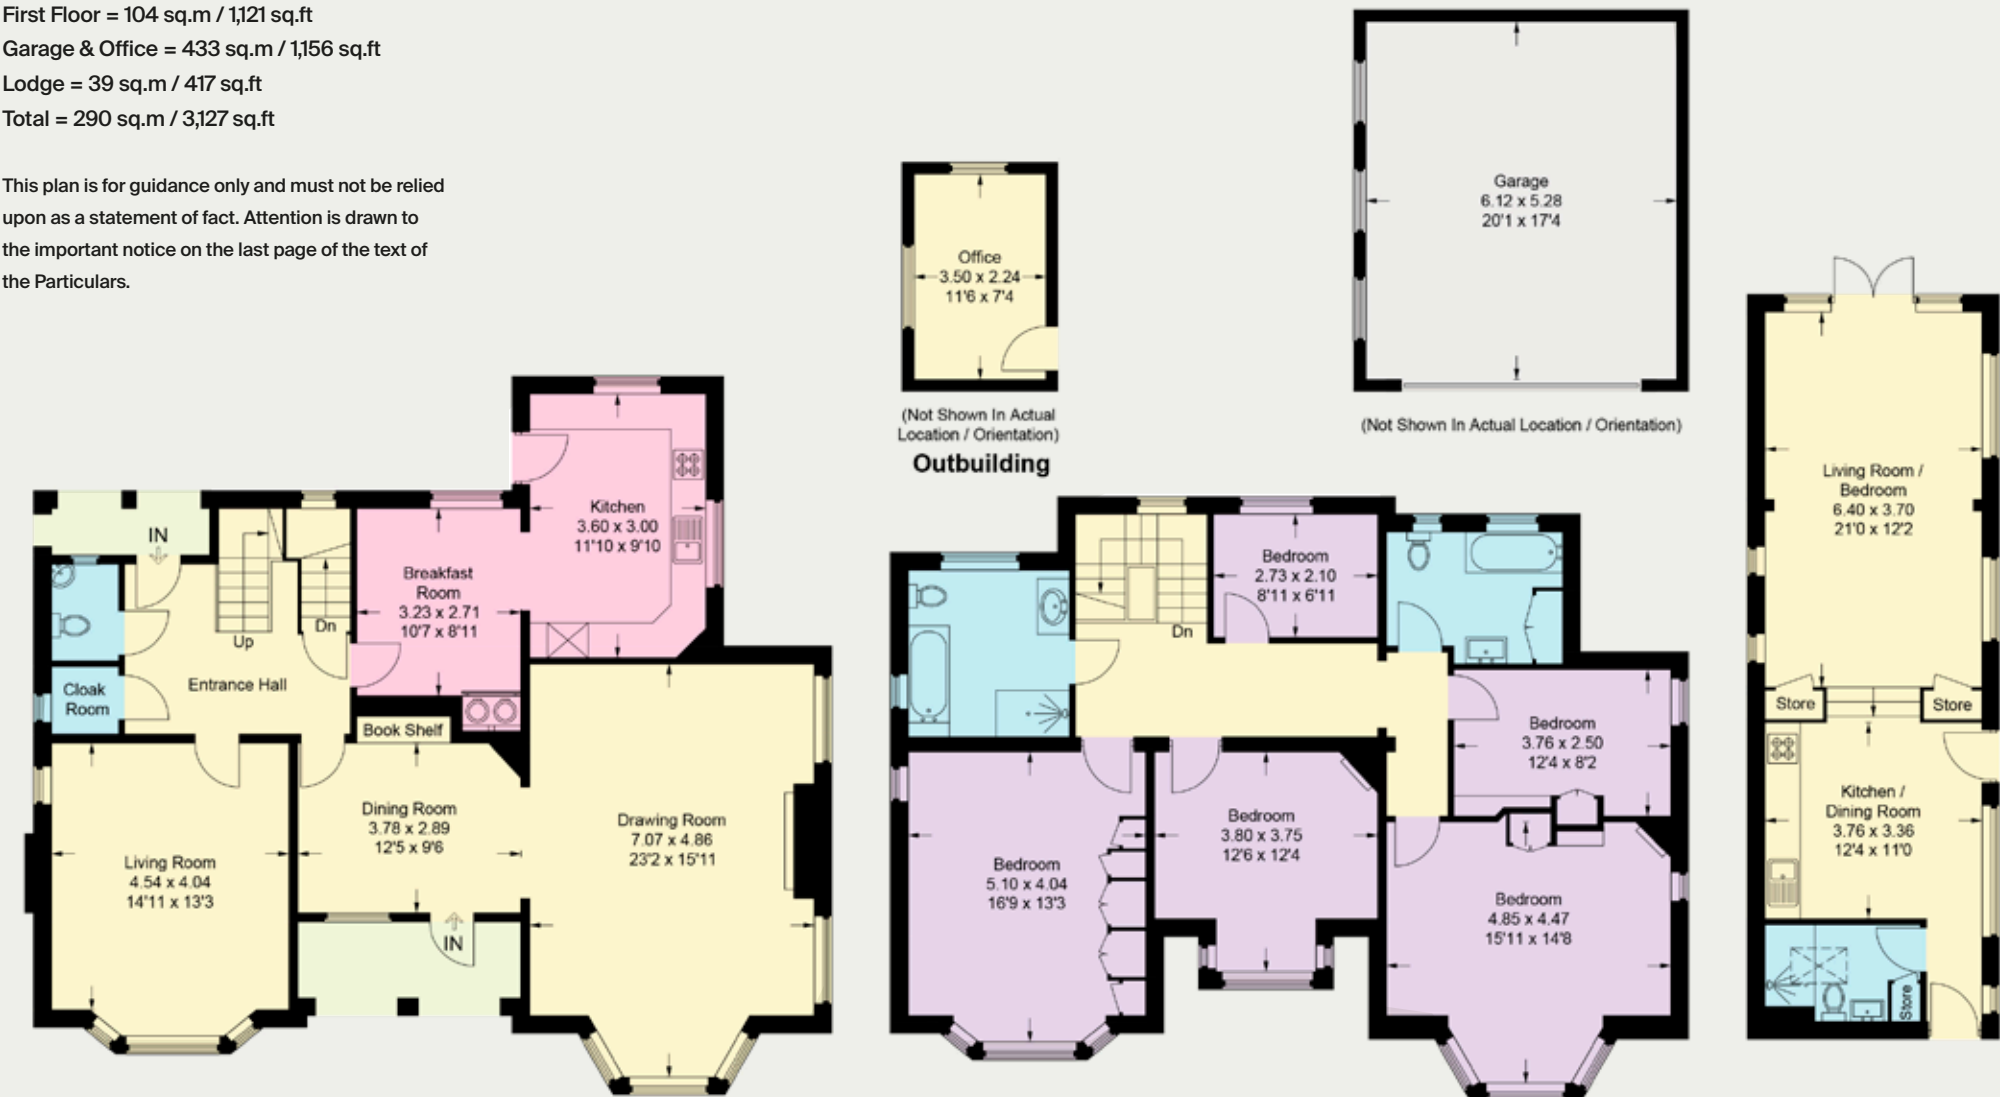 First Floor = 104 sq.m / 1,121 sq.ft
Garage & Office = 433 sq.m / 1,156 sq.ft
Lodge = 39 sq.m / 417 sq.ft
Total = 290 sq.m / 3,127 sq.ft
This plan is for guidance only and must not be relied
upon as a statement of fact. Attention is drawn to
the important notice on the last page of the text of
the Particulars.
Office
3.50 x 2.24
11'6 x 7'4
(Not Shown In Actual
Location / Orientation)
Outbuilding
Garage
6.12 x 5.28
20'1 x 17'4
(Not Shown In Actual Location / Orientation)
IN
Up
Dn
Cloak
Room
Entrance Hall
Breakfast
Room
3.23 x 2.71
10'7 x 8'11
Kitchen
3.60 x 3.00
11'10 x 9'10
Book Shelf
Living Room
4.54 x 4.04
14'11 x 13'3
Dining Room
3.78 x 2.89
12'5 x 9'6
IN
Drawing Room
7.07 x 4.86
23'2 x 15'11
Dn
Bedroom
2.73 x 2.10
8'11 x 6'11
Bedroom
3.76 x 2.50
12'4 x 8'2
Bedroom
5.10 x 4.04
16'9 x 13'3
Bedroom
3.80 x 3.75
12'6 x 12'4
Bedroom
4.85 x 4.47
15'11 x 14'8
Living Room /
Bedroom
6.40 x 3.70
21'0 x 12'2
Store
Store
Kitchen /
Dining Room
3.76 x 3.36
12'4 x 11'0
Store